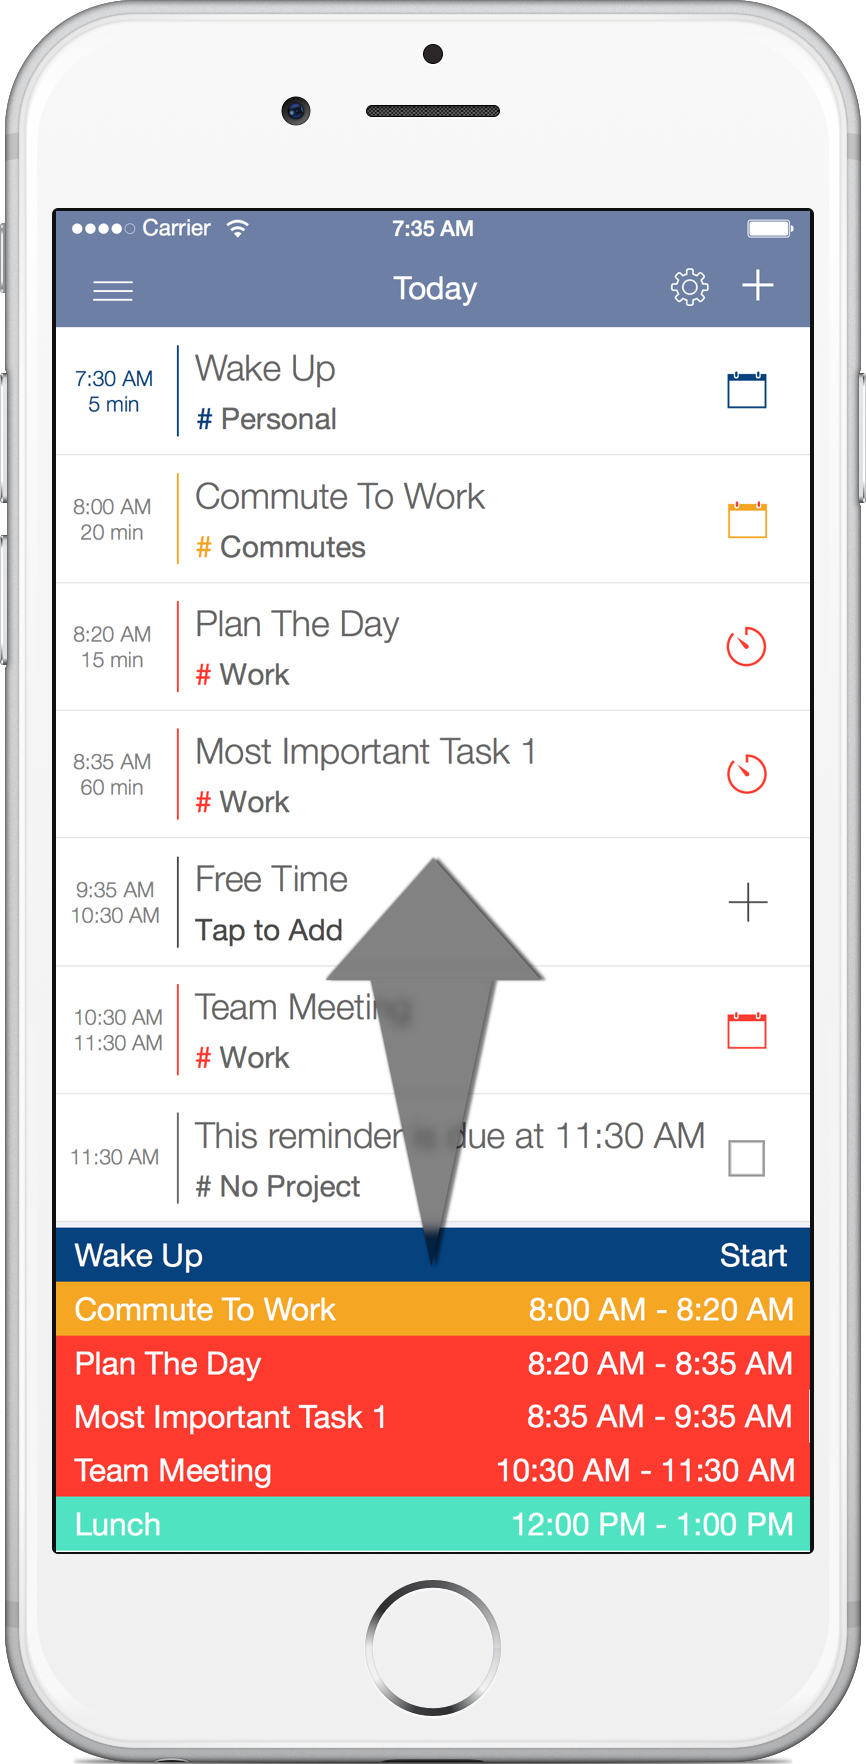 Carrier 7:35 AM
Today
7:30 AM
5 min
Wake Up
# Personal
8:00 AM
20 min
Commute To Work
# Commutes
8:20 AM
15 min
Plan The Day
# Work
8:35 AM
60 min
Most Important Task 1
# Work
9:35 AM
10:30 AM
Free Time
Tap to Add
10:30 AM
11:30 AM
Team Meeting
# Work
11:30 AM
This reminder is due at 11:30 AM
# No Project
Wake Up Start
Commute To Work 8:00 AM - 8:20 AM
Plan The Day 8:20 AM - 8:35 AM
Most Important Task 1 8:35 AM - 9:35 AM
Team Meeting 10:30 AM - 11:30 AM
Lunch 12:00 PM - 1:00 PM